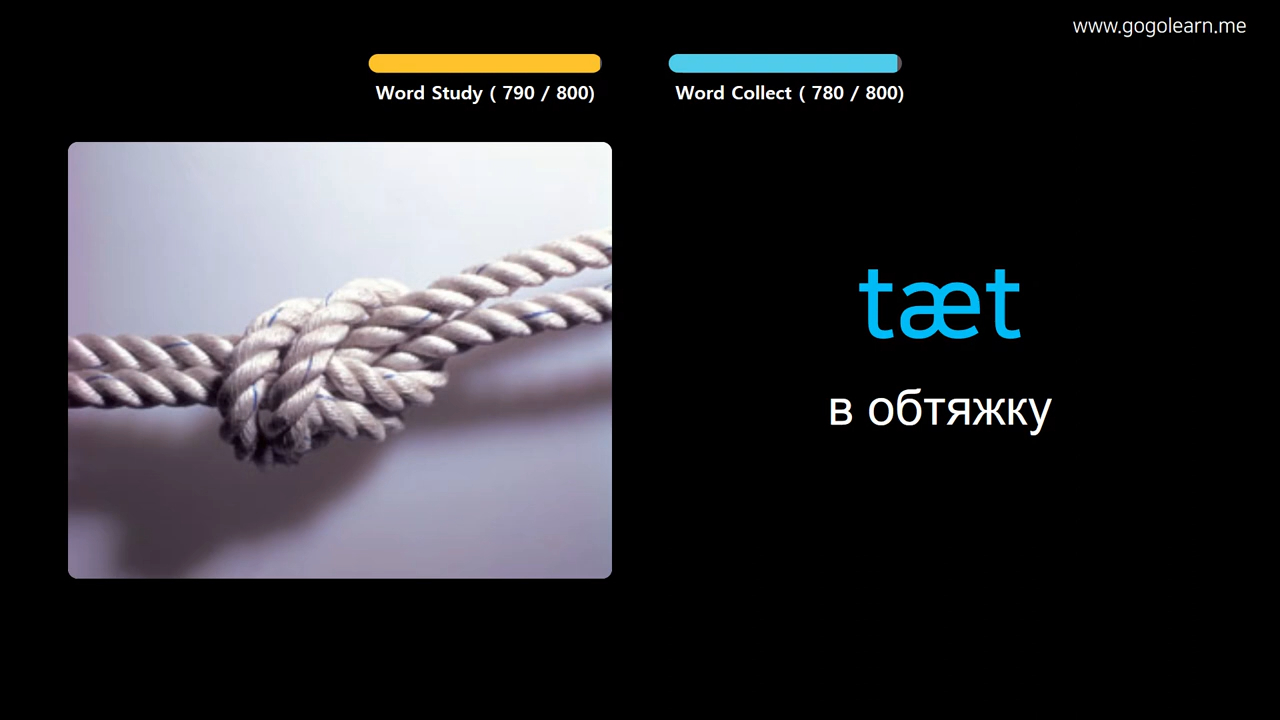 www.gogolearn.me
Word Study ( 790 / 800)
Word Collect ( 780 / 800)
tæt
в обтяжку